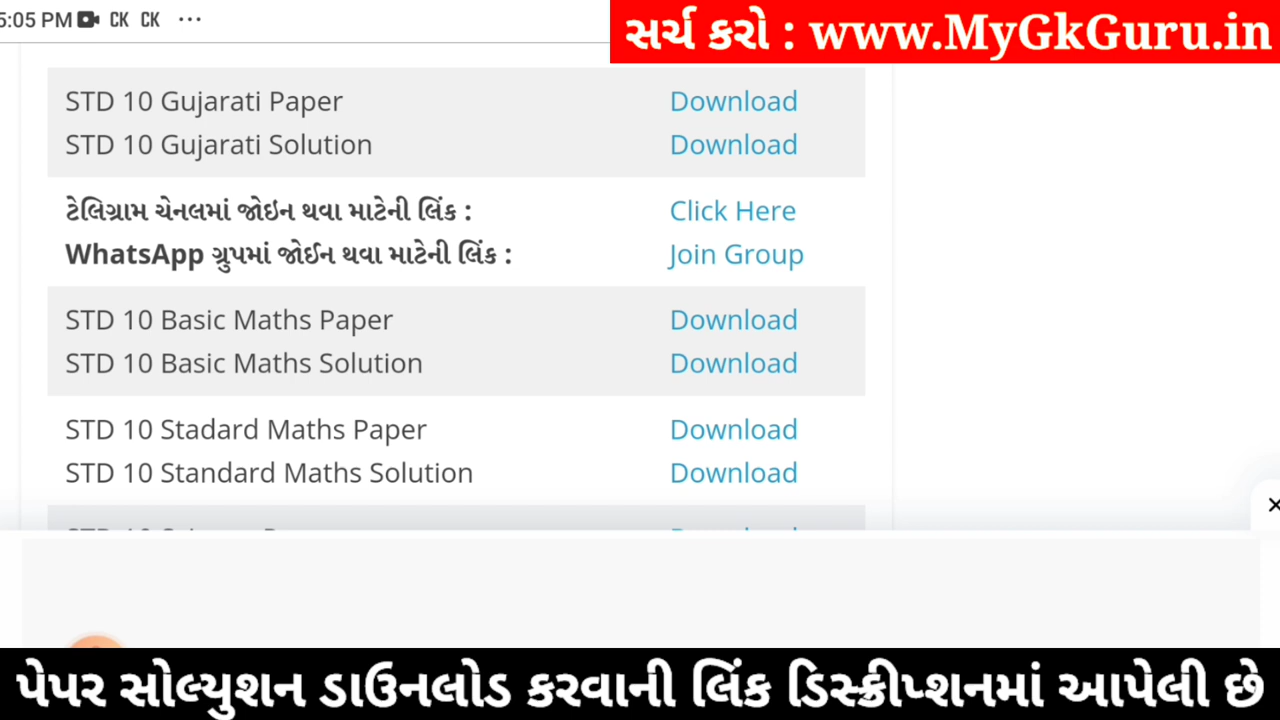 5:05 PM CK CK ...
સર્ચ કરો : www.MyGkGuru.in
STD 10 Gujarati Paper Download
STD 10 Gujarati Solution Download
ટેલિગ્રામ ચેનલમાં જોઇન થવા માટેની લિંક : Click Here
WhatsApp ગ્રુપમાં જોઈન થવા માટેની લિંક : Join Group
STD 10 Basic Maths Paper Download
STD 10 Basic Maths Solution Download
STD 10 Stadard Maths Paper Download
STD 10 Standard Maths Solution Download
પેપર સોલ્યુશન ડાઉનલોડ કરવાની લિંક ડિસ્ક્રીપ્શનમાં આપેલી છે